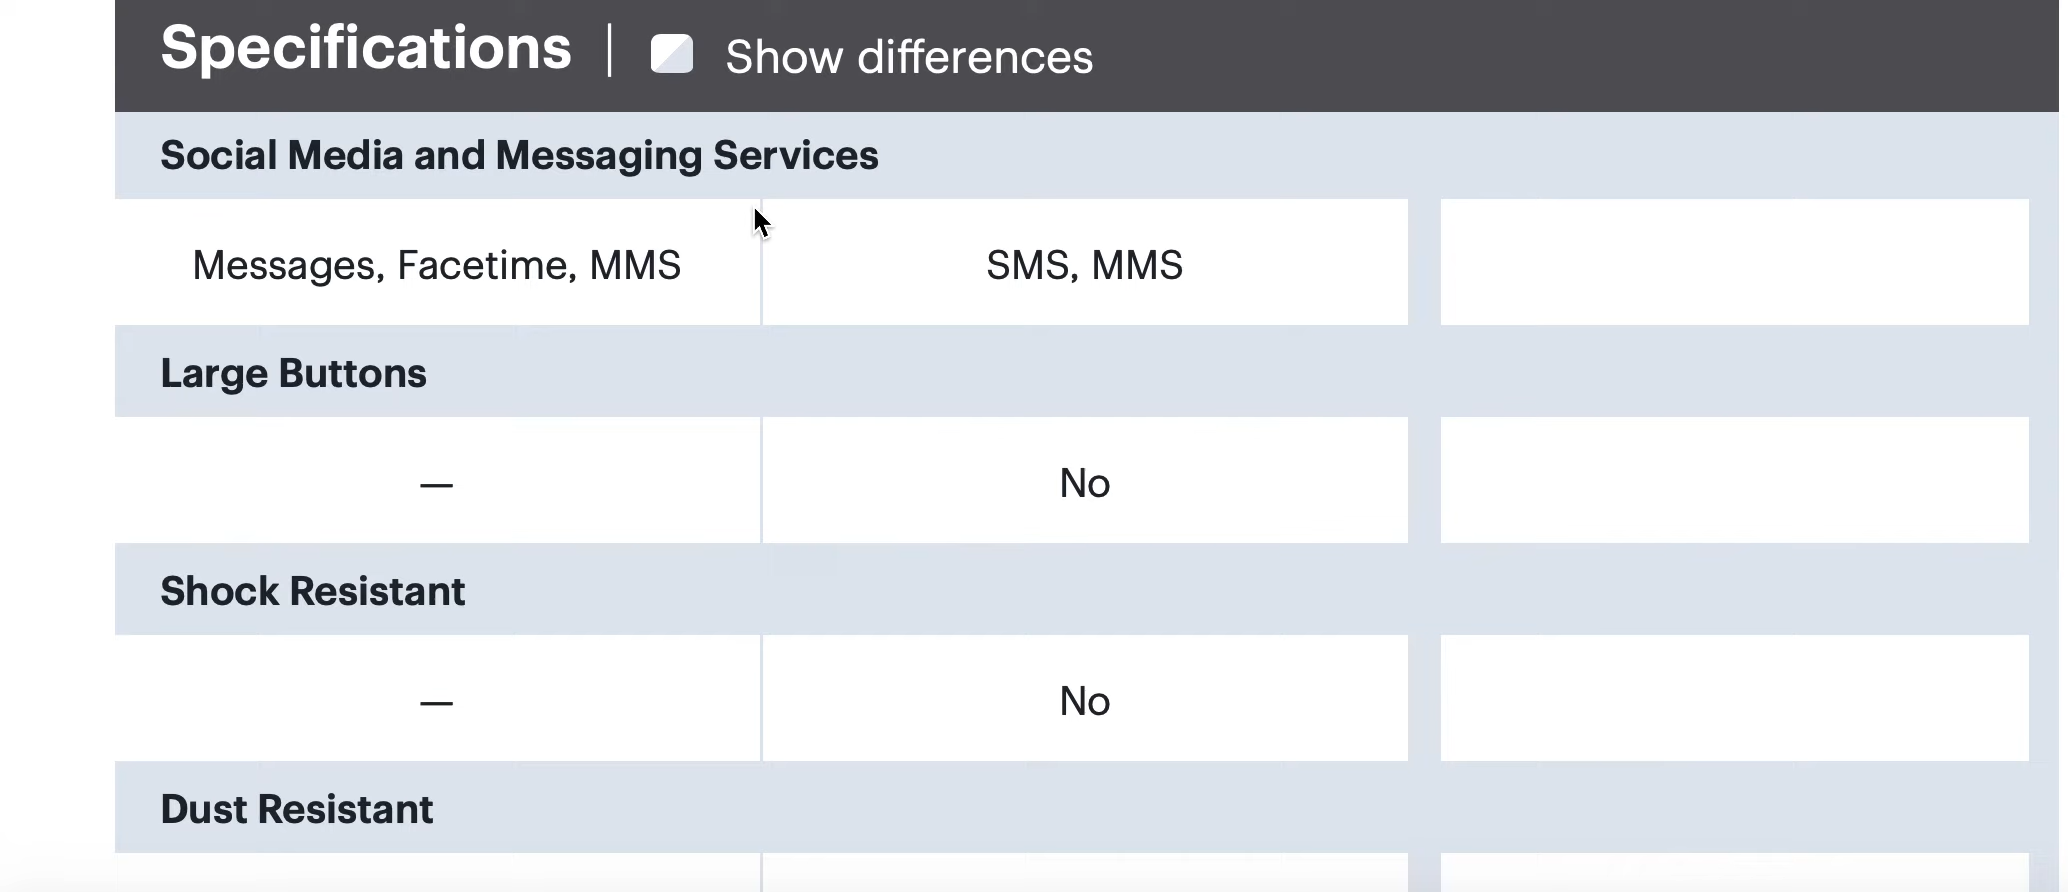 Specifications | Show differences
Social Media and Messaging Services
Messages, Facetime, MMS SMS, MMS
Large Buttons
— No
Shock Resistant
— No
Dust Resistant